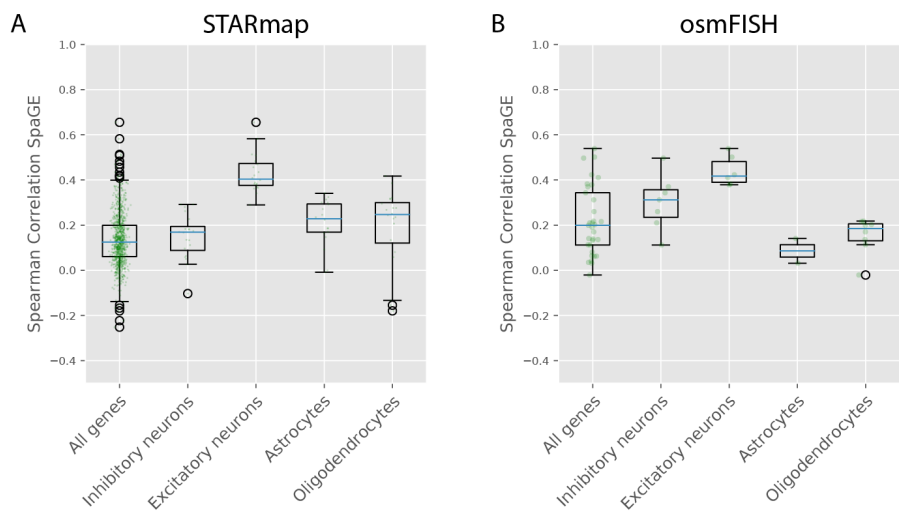 A
STARmap
Spearman Correlation SpaGE
1.0
0.8
0.6
0.4
0.2
0.0
−0.2
−0.4
All genes
Inhibitory neurons
Excitatory neurons
Astrocytes
Oligodendrocytes
B
osmFISH
Spearman Correlation SpaGE
1.0
0.8
0.6
0.4
0.2
0.0
−0.2
−0.4
All genes
Inhibitory neurons
Excitatory neurons
Astrocytes
Oligodendrocytes